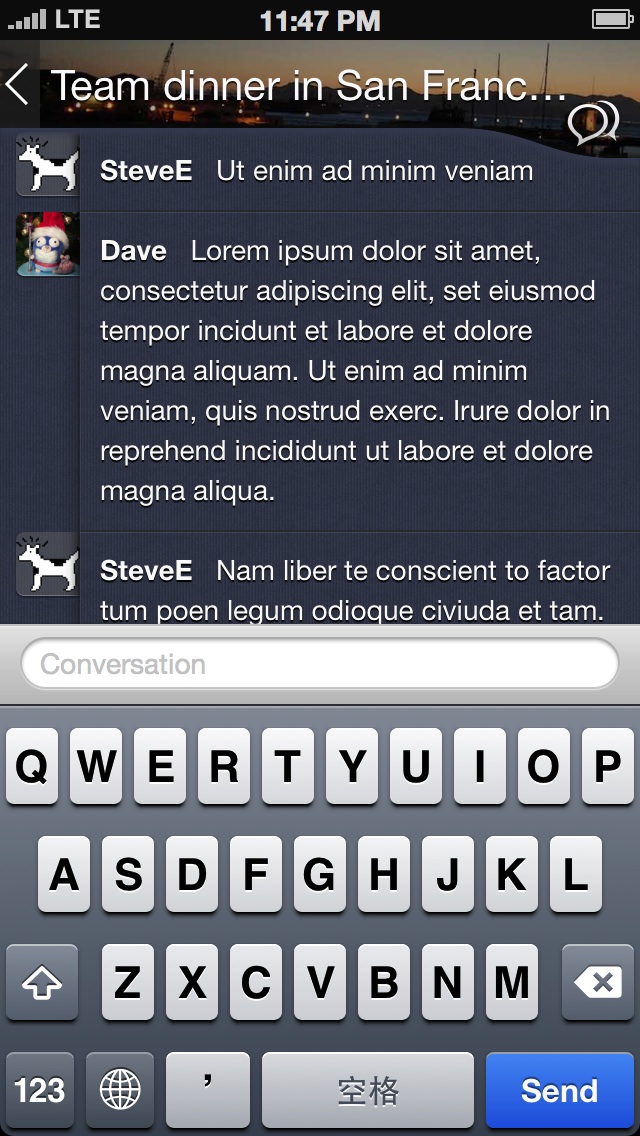 LTE 11:47 PM
Team dinner in San Franc...
SteveE Ut enim ad minim veniam
Dave Lorem ipsum dolor sit amet,
consectetur adipiscing elit, set eiusmod
tempor incidunt et labore et dolore
magna aliquam. Ut enim ad minim
veniam, quis nostrud exerc. Irure dolor in
reprehend incididunt ut labore et dolore
magna aliqua.
SteveE Nam liber te conscient to factor
tum poen legum odioque civiuda et tam.
Conversation
Q W E R T Y U I O P
A S D F G H J K L
Z X C V B N M
123 ’ 空格 Send